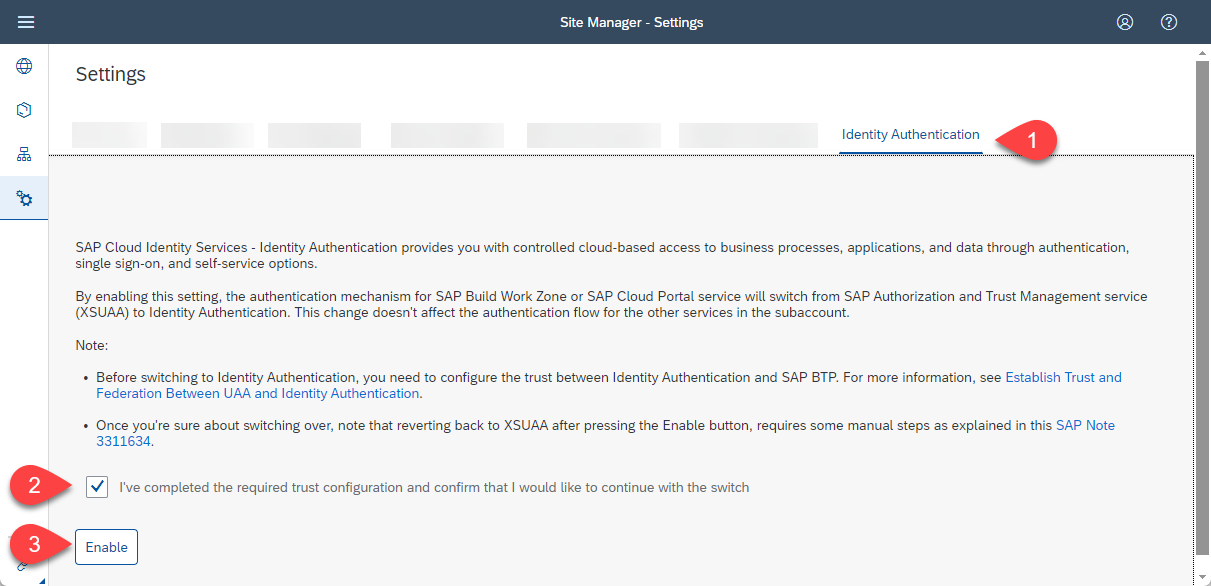 Site Manager - Settings
Settings
Identity Authentication
1
SAP Cloud Identity Services - Identity Authentication provides you with controlled cloud-based access to business processes, applications, and data through authentication,
single sign-on, and self-service options.
By enabling this setting, the authentication mechanism for SAP Build Work Zone or SAP Cloud Portal service will switch from SAP Authorization and Trust Management service
(XSUAA) to Identity Authentication. This change doesn't affect the authentication flow for the other services in the subaccount.
Note:
• Before switching to Identity Authentication, you need to configure the trust between Identity Authentication and SAP BTP. For more information, see Establish Trust and
Federation Between UAA and Identity Authentication.
• Once you're sure about switching over, note that reverting back to XSUAA after pressing the Enable button, requires some manual steps as explained in this SAP Note
3311634.
2
I've completed the required trust configuration and confirm that I would like to continue with the switch
3
Enable